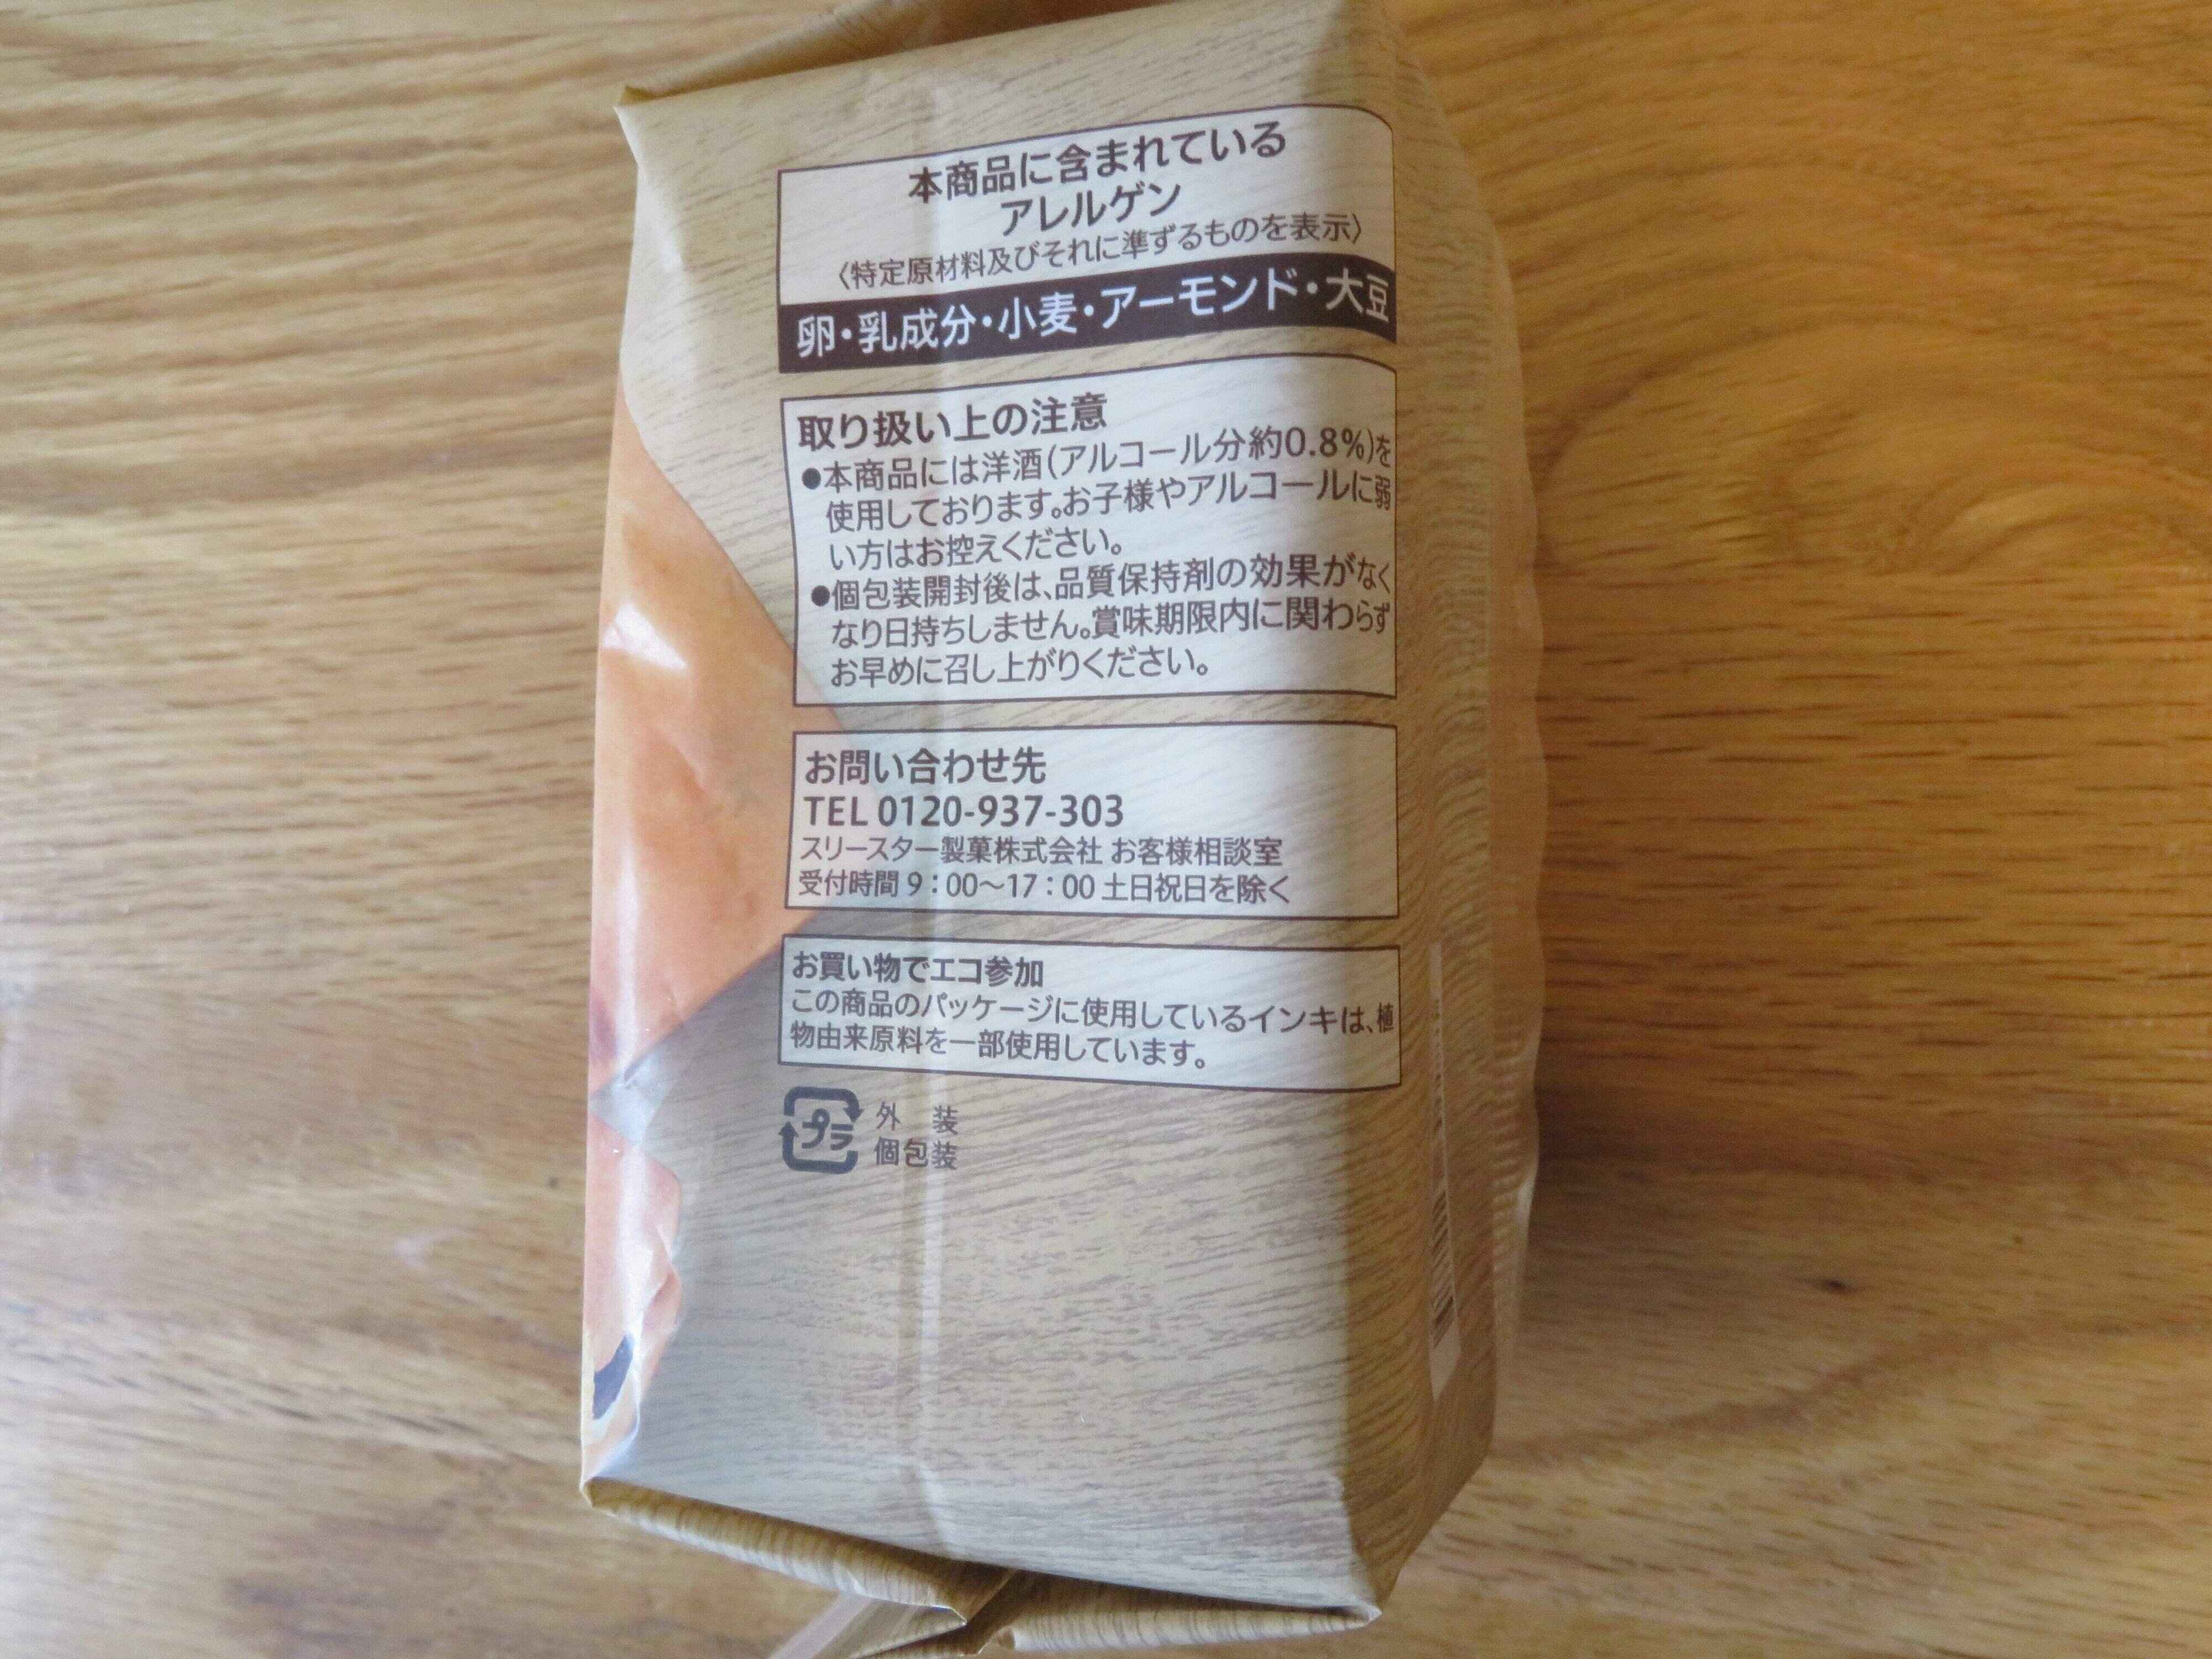 本商品に含まれている
アレルゲン
〈特定原材料及びそれに準ずるものを表示〉
卵・乳成分・小麦・アーモンド・大豆
取り扱い上の注意
●本商品には洋酒(アルコール分約0.8%)を
使用しております。お子様やアルコールに弱
い方はお控えください。
●個包装開封後は、品質保持剤の効果がなく
なり日持ちしません。賞味期限内に関わらず
お早めに召し上がりください。
お問い合わせ先
TEL 0120-937-303
スリースター製菓株式会社 お客様相談室
受付時間 9:00〜17:00 土日祝日を除く
お買い物でエコ参加
この商品のパッケージに使用しているインキは、植
物由来原料を一部使用しています。
プラ
外 装
個包装